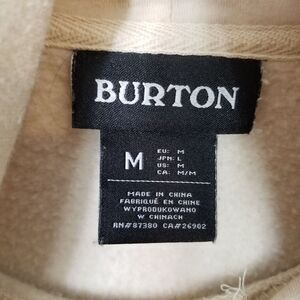 BURTON
M
EU: M
JPN: L
US: M
CA: M/M
MADE IN CHINA
FABRIQUÉ EN CHINE
WYPRODUKOWANO
W CHINACH
RN#87380 CA#26902